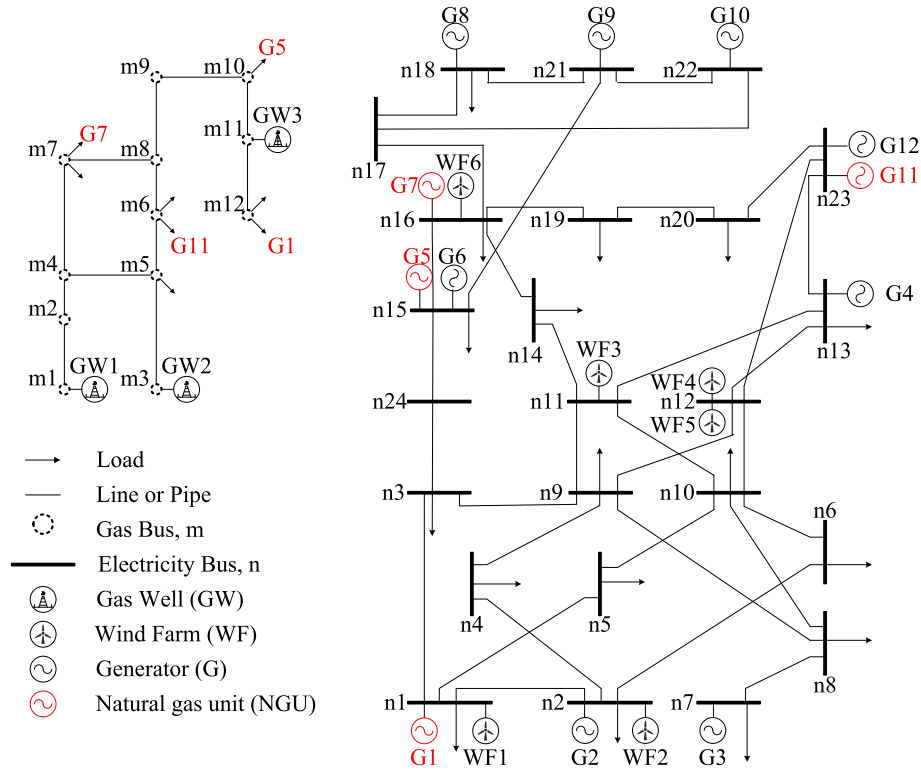 G8
G9
G10
G5
m9
m10
n18
n21
n22
GW3
m11
G7
G12
m7
m8
n17
WF6
G11
G7
n23
m6
m12
n16
n19
n20
G11
G1
G5
G6
m4
m5
G4
n15
m2
n14
n13
GW1
GW2
WF3
WF4
m1
m3
n24
n11
n12
WF5
Load
Line or Pipe
n3
n9
n10
n6
Gas Bus, m
Electricity Bus, n
Gas Well (GW)
n4
n5
Wind Farm (WF)
n8
Generator (G)
n1
n2
n7
Natural gas unit (NGU)
G1
WF1
G2
WF2
G3